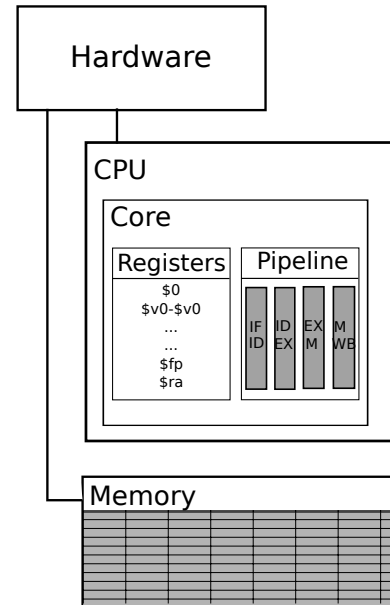 Hardware
CPU
Core
Registers
$0
$v0-$v0
...
...
$fp
$ra
Pipeline
IF ID EX M
ID EX M WB
Memory